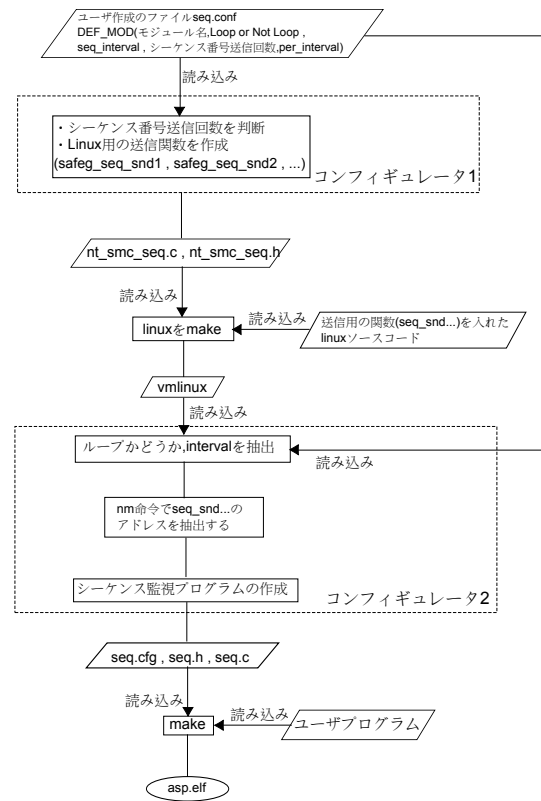 ユーザ作成のファイルseq.conf
DEF_MOD(モジュール名,Loop or Not Loop ,
seq_interval , シーケンス番号送信回数,per_interval)
読み込み
・シーケンス番号送信回数を判断
・Linux用の送信関数を作成
(safeg_seq_snd1 , safeg_seq_snd2 , ...)
コンフィギュレータ1
nt_smc_seq.c , nt_smc_seq.h
読み込み
linuxをmake
読み込み
送信用の関数(seq_snd...)を入れた
linuxソースコード
vmlinux
読み込み
ループかどうか,intervalを抽出
読み込み
nm命令でseq_snd...の
アドレスを抽出する
シーケンス監視プログラムの作成
コンフィギュレータ2
seq.cfg , seq.h , seq.c
読み込み
make
読み込み
ユーザプログラム
asp.elf